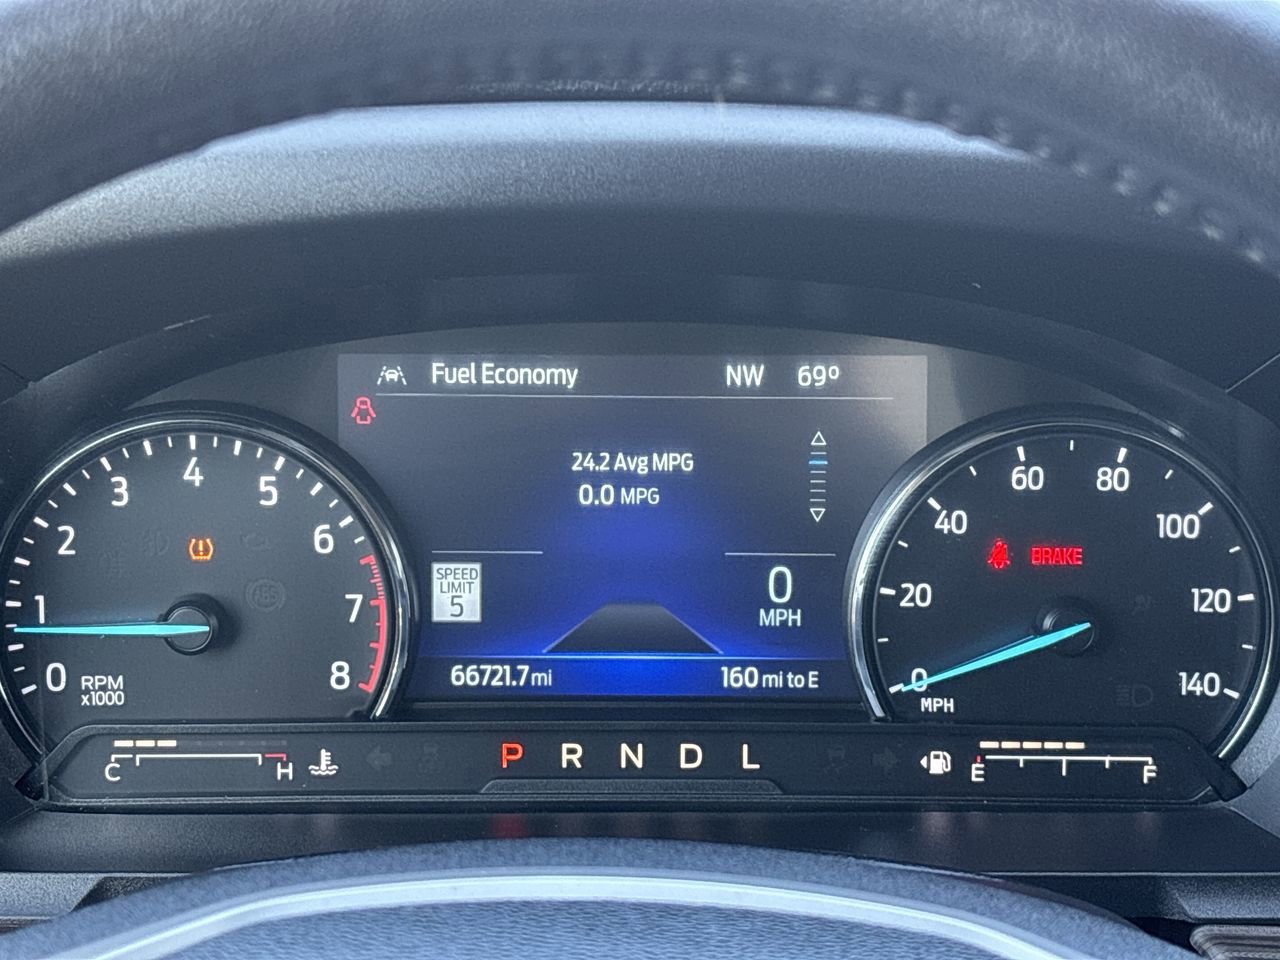 Fuel Economy NW 69°
24.2 Avg MPG
0.0 MPG
SPEED
LIMIT
5
0
MPH
66721.7 mi 160 mi to E
0 1 2 3 4 5 6 7 8
RPM
x1000
ABS
0 20 40 60 80 100 120 140
MPH
BRAKE
C H
P R N D L
E F